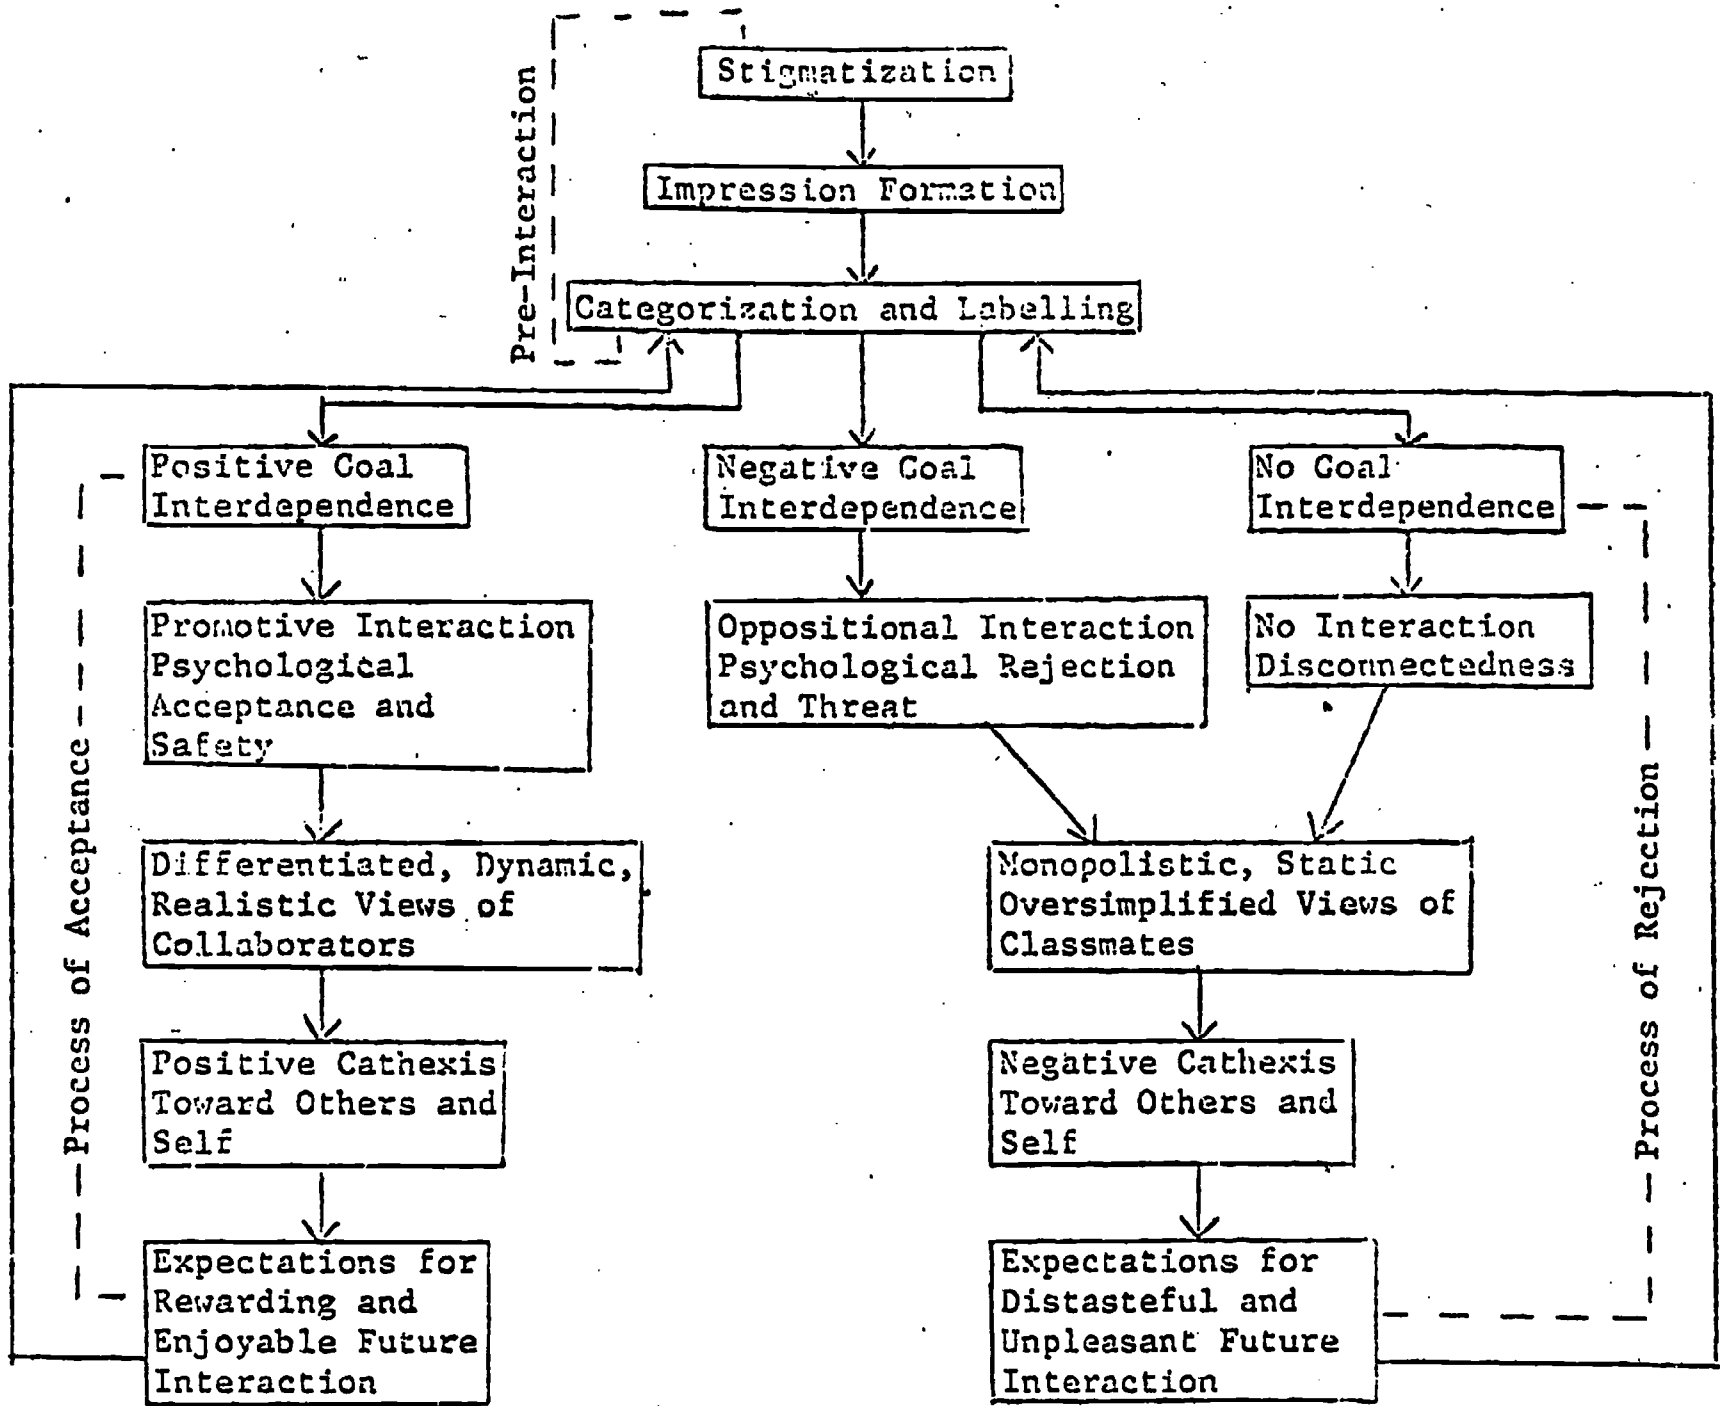 Stigmatization
Pre-Interaction
Impression Formation
Categorization and Labelling
Positive Goal
Interdependence
Negative Goal
Interdependence
No Goal
Interdependence
Promotive Interaction
Psychological
Acceptance and
Safety
Oppositional Interaction
Psychological Rejection
and Threat
No Interaction
Disconnectedness
Process of Acceptance
Process of Rejection
Differentiated, Dynamic,
Realistic Views of
Collaborators
Monopolistic, Static
Oversimplified Views of
Classmates
Positive Cathexis
Toward Others and
Self
Negative Cathexis
Toward Others and
Self
Expectations for
Rewarding and
Enjoyable Future
Interaction
Expectations for
Distasteful and
Unpleasant Future
Interaction